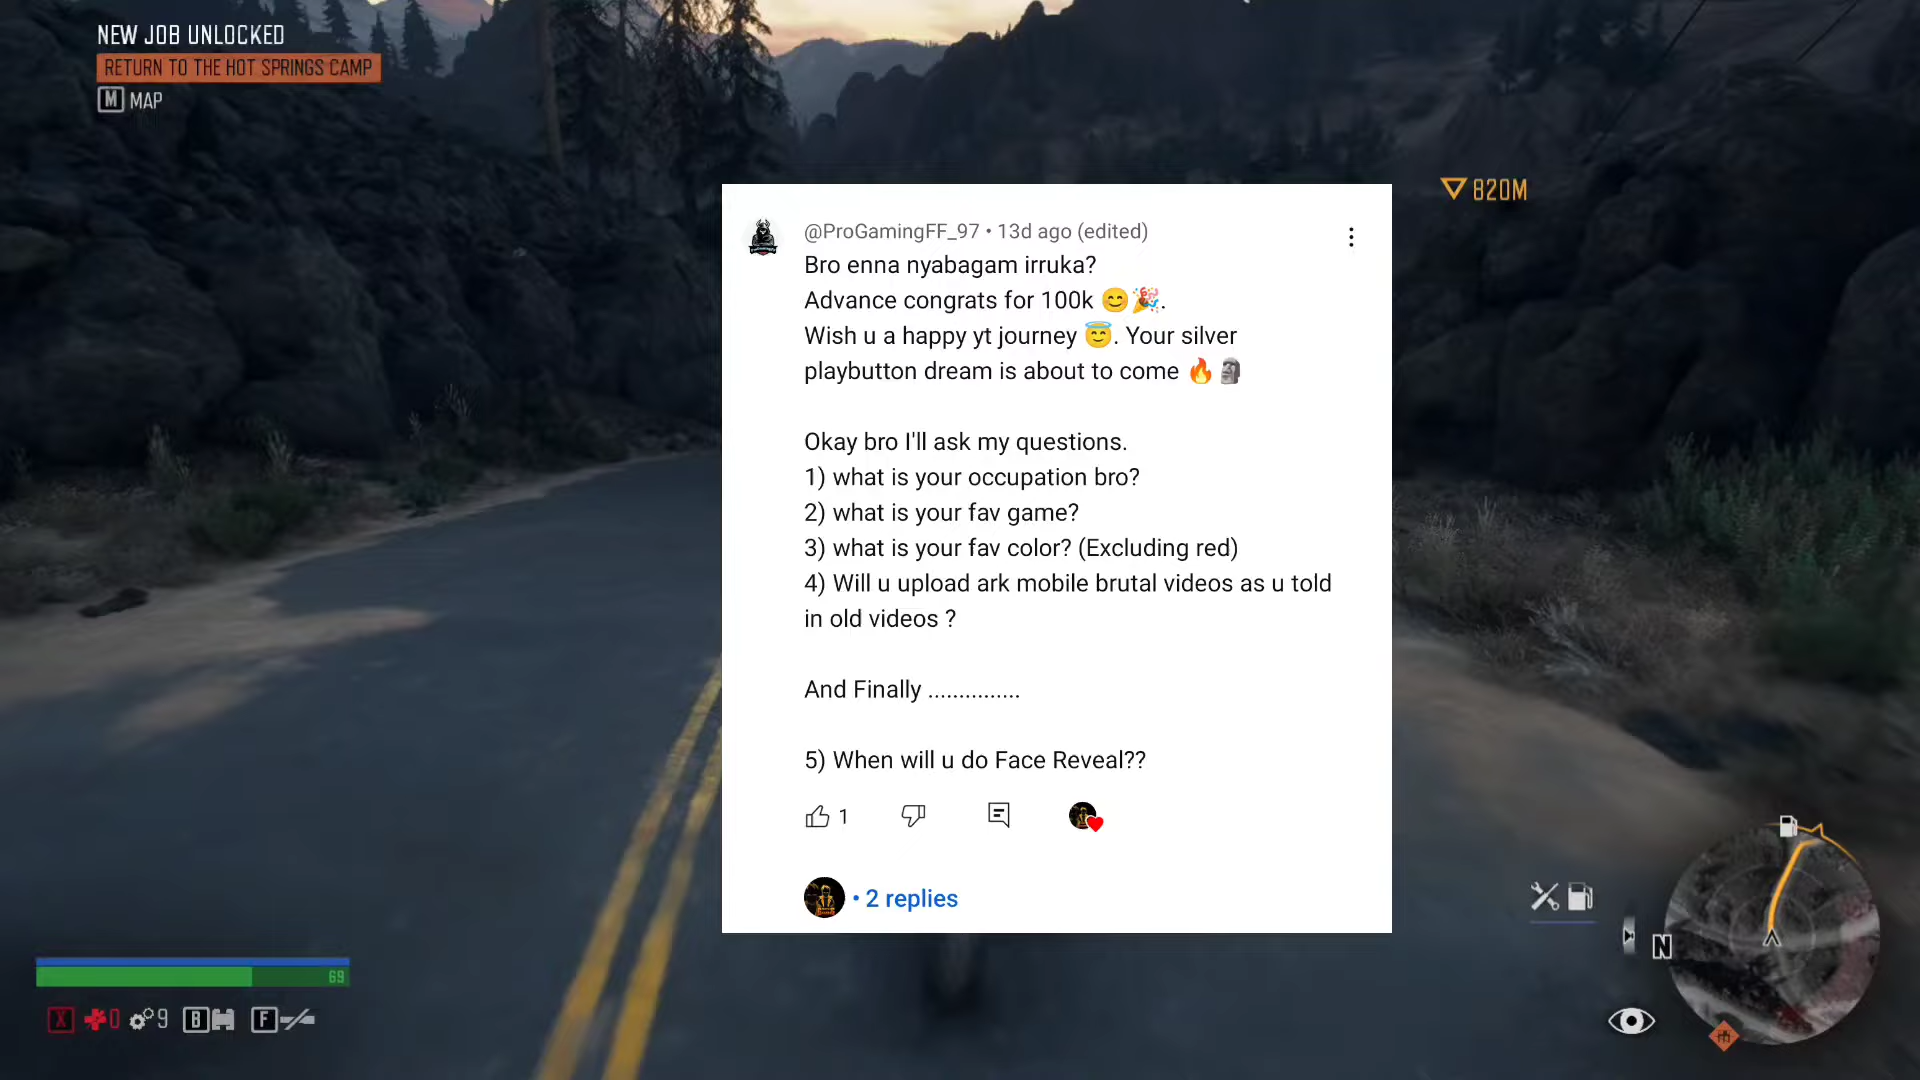 NEW JOB UNLOCKED
RETURN TO THE HOT SPRINGS CAMP
M MAP
820M
@ProGamingFF_97 • 13d ago (edited)
Bro enna nyabagam irruka?
Advance congrats for 100k 😊🎉.
Wish u a happy yt journey 😇. Your silver
playbutton dream is about to come 🔥🗿
Okay bro I'll ask my questions.
1) what is your occupation bro?
2) what is your fav game?
3) what is your fav color? (Excluding red)
4) Will u upload ark mobile brutal videos as u told
in old videos ?
And Finally ...............
5) When will u do Face Reveal??
1
• 2 replies
N
69
X 0 9 B F